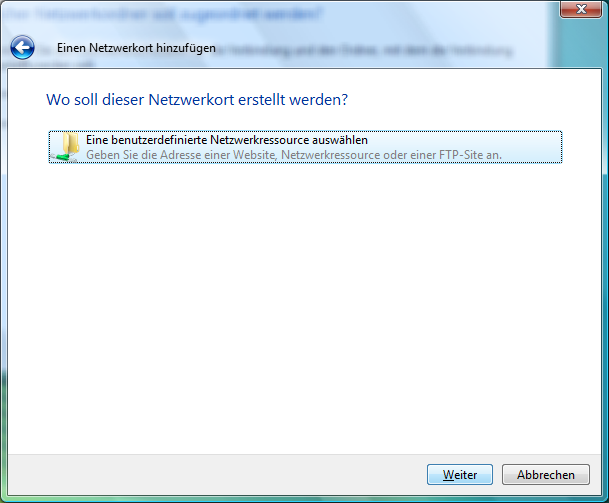 Einen Netzwerkort hinzufügen
Wo soll dieser Netzwerkort erstellt werden?
Eine benutzerdefinierte Netzwerkressource auswählen
Geben Sie die Adresse einer Website, Netzwerkressource oder einer FTP-Site an.
Weiter
Abbrechen